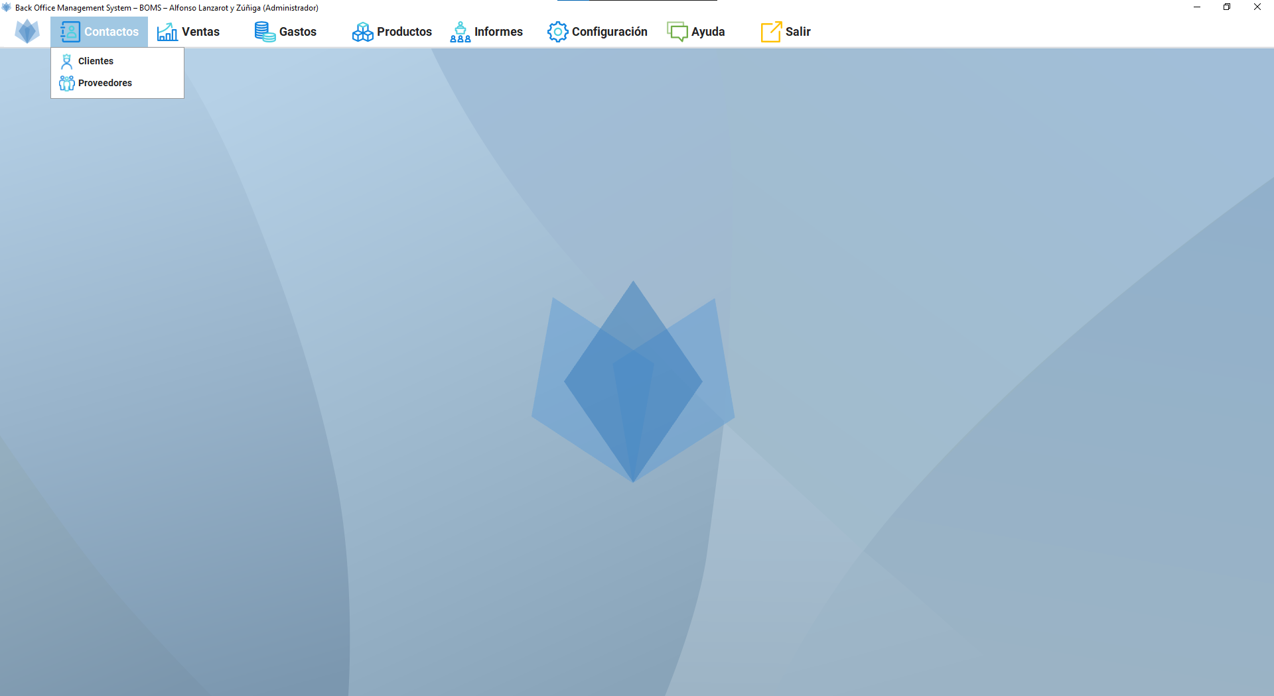 Back Office Management System – BOMS – Alfonso Lanzarot y Zúñiga (Administrador)
Contactos Ventas Gastos Productos Informes Configuración Ayuda Salir
Clientes
Proveedores